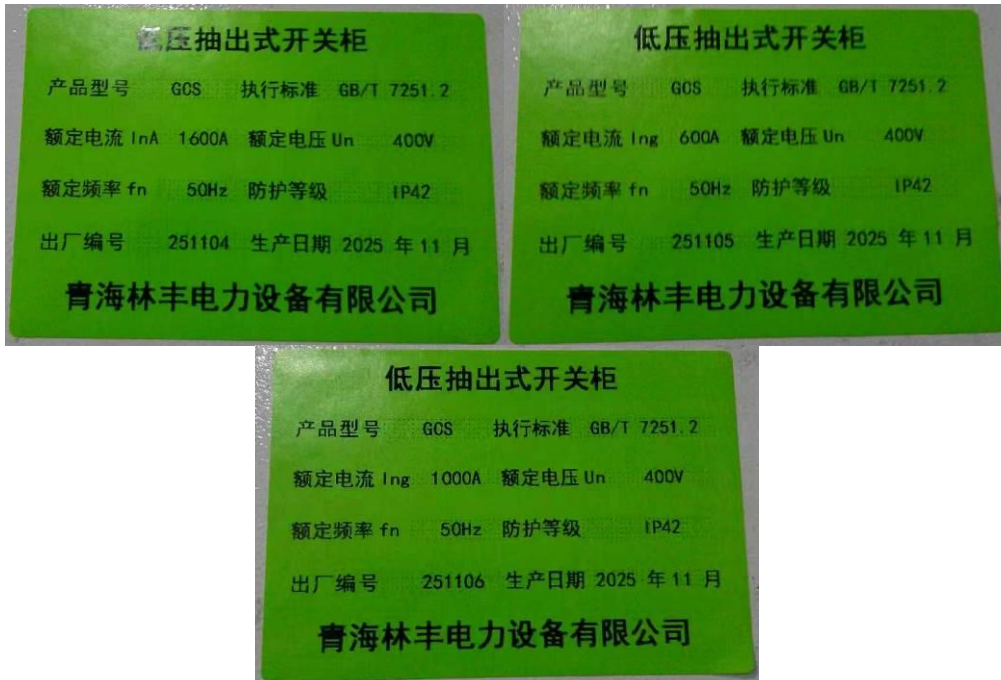 低压抽出式开关柜
产品型号 GCS 执行标准 GB/T 7251.2
额定电流 InA 1600A 额定电压 Un 400V
额定频率 fn 50Hz 防护等级 IP42
出厂编号 251104 生产日期 2025 年 11 月
青海林丰电力设备有限公司
低压抽出式开关柜
产品型号 GCS 执行标准 GB/T 7251.2
额定电流 Ing 600A 额定电压 Un 400V
额定频率 fn 50Hz 防护等级 IP42
出厂编号 251105 生产日期 2025 年 11 月
青海林丰电力设备有限公司
低压抽出式开关柜
产品型号 GCS 执行标准 GB/T 7251.2
额定电流 Ing 1000A 额定电压 Un 400V
额定频率 fn 50Hz 防护等级 IP42
出厂编号 251106 生产日期 2025 年 11 月
青海林丰电力设备有限公司